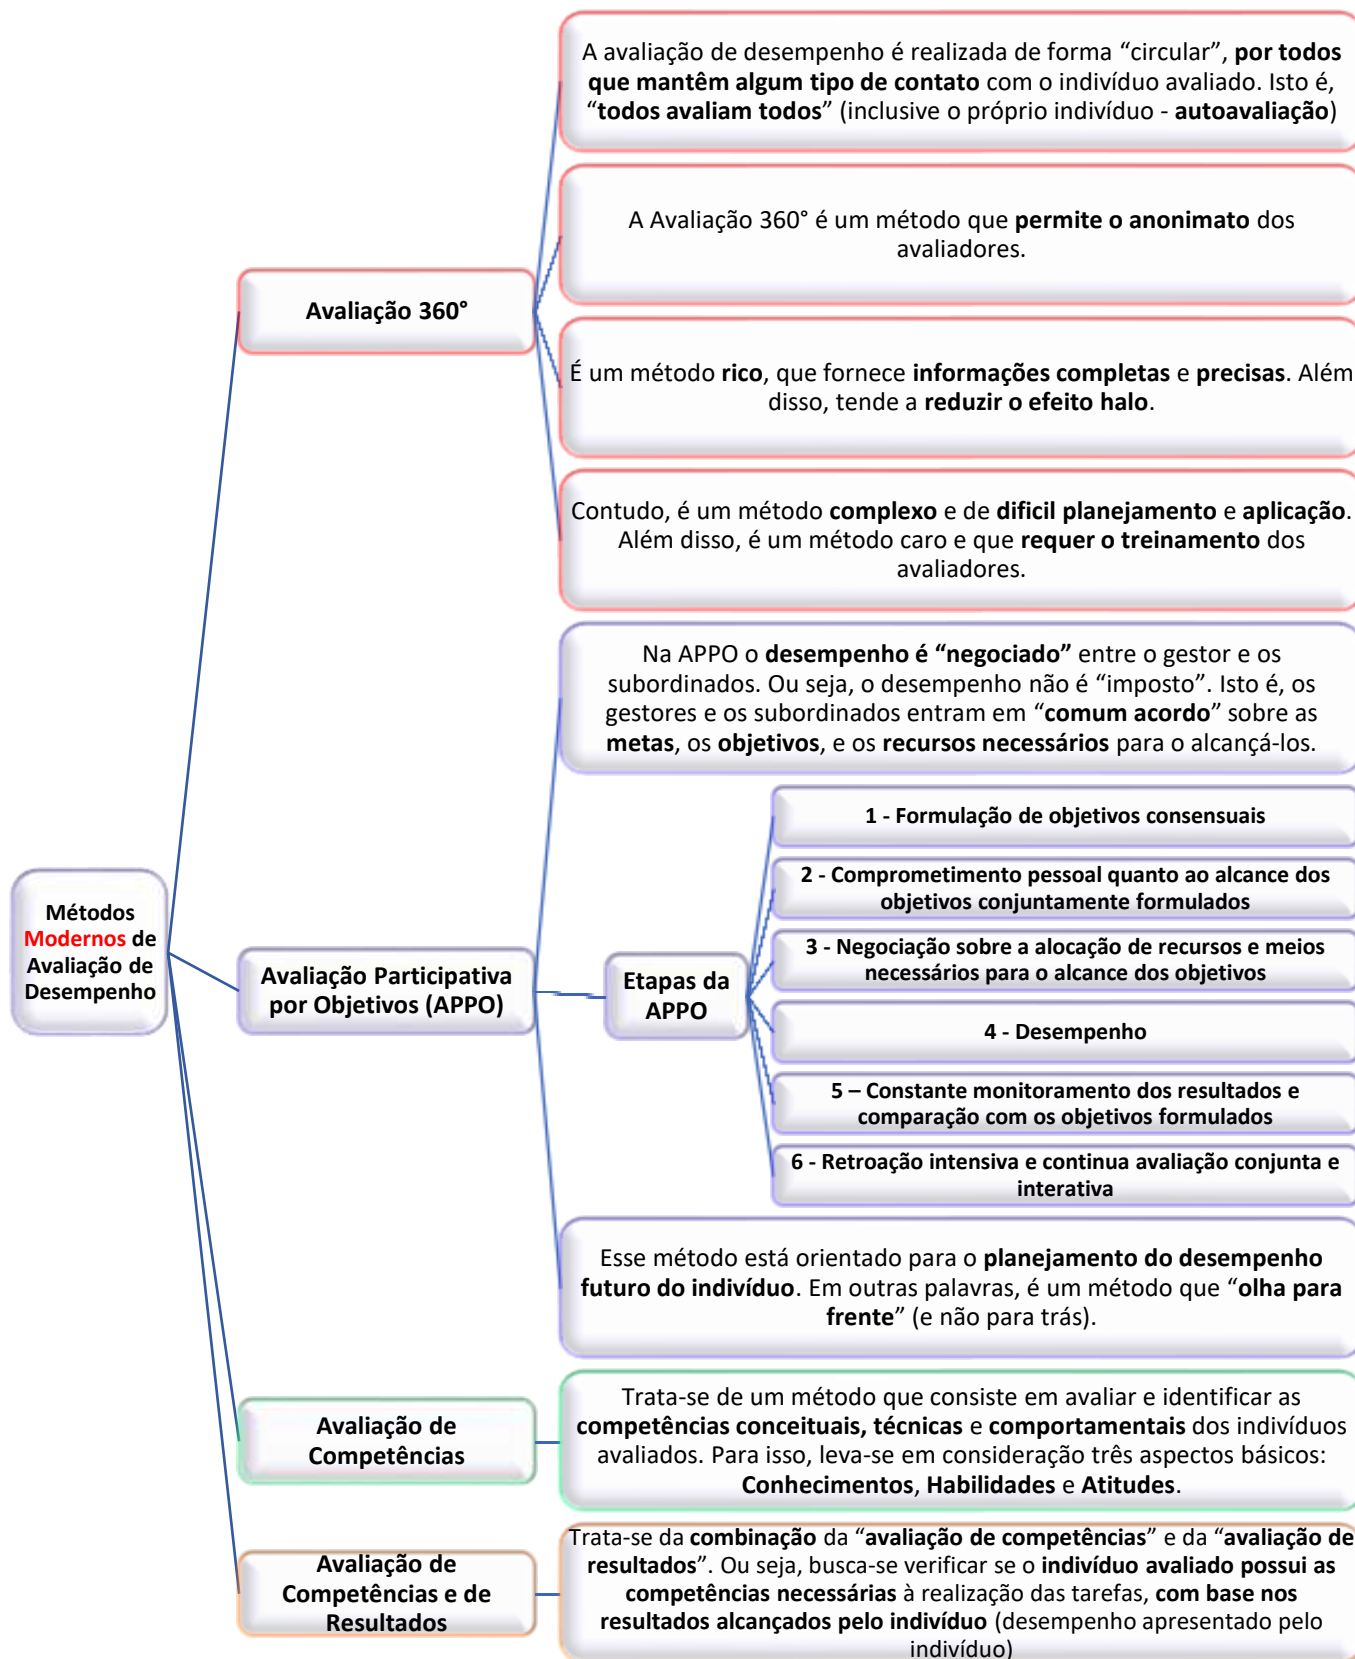 A avaliação de desempenho é realizada de forma “circular”, por todos
que mantêm algum tipo de contato com o indivíduo avaliado. Isto é,
“todos avaliam todos” (inclusive o próprio indivíduo - autoavaliação)
A Avaliação 360° é um método que permite o anonimato dos
avaliadores.
Avaliação 360°
É um método rico, que fornece informações completas e precisas. Além
disso, tende a reduzir o efeito halo.
Contudo, é um método complexo e de dificil planejamento e aplicação.
Além disso, é um método caro e que requer o treinamento dos
avaliadores.
Na APPO o desempenho é “negociado” entre o gestor e os
subordinados. Ou seja, o desempenho não é “imposto”. Isto é, os
gestores e os subordinados entram em “comum acordo” sobre as
metas, os objetivos, e os recursos necessários para o alcançá-los.
Métodos
Modernos de
Avaliação de
Desempenho
Avaliação Participativa
por Objetivos (APPO)
Etapas da
APPO
1 - Formulação de objetivos consensuais
2 - Comprometimento pessoal quanto ao alcance dos
objetivos conjuntamente formulados
3 - Negociação sobre a alocação de recursos e meios
necessários para o alcance dos objetivos
4 - Desempenho
5 – Constante monitoramento dos resultados e
comparação com os objetivos formulados
6 - Retroação intensiva e continua avaliação conjunta e
interativa
Esse método está orientado para o planejamento do desempenho
futuro do indivíduo. Em outras palavras, é um método que “olha para
frente” (e não para trás).
Avaliação de
Competências
Trata-se de um método que consiste em avaliar e identificar as
competências conceituais, técnicas e comportamentais dos indivíduos
avaliados. Para isso, leva-se em consideração três aspectos básicos:
Conhecimentos, Habilidades e Atitudes.
Avaliação de
Competências e de
Resultados
Trata-se da combinação da “avaliação de competências” e da “avaliação de
resultados”. Ou seja, busca-se verificar se o indivíduo avaliado possui as
competências necessárias à realização das tarefas, com base nos
resultados alcançados pelo indivíduo (desempenho apresentado pelo
indivíduo)